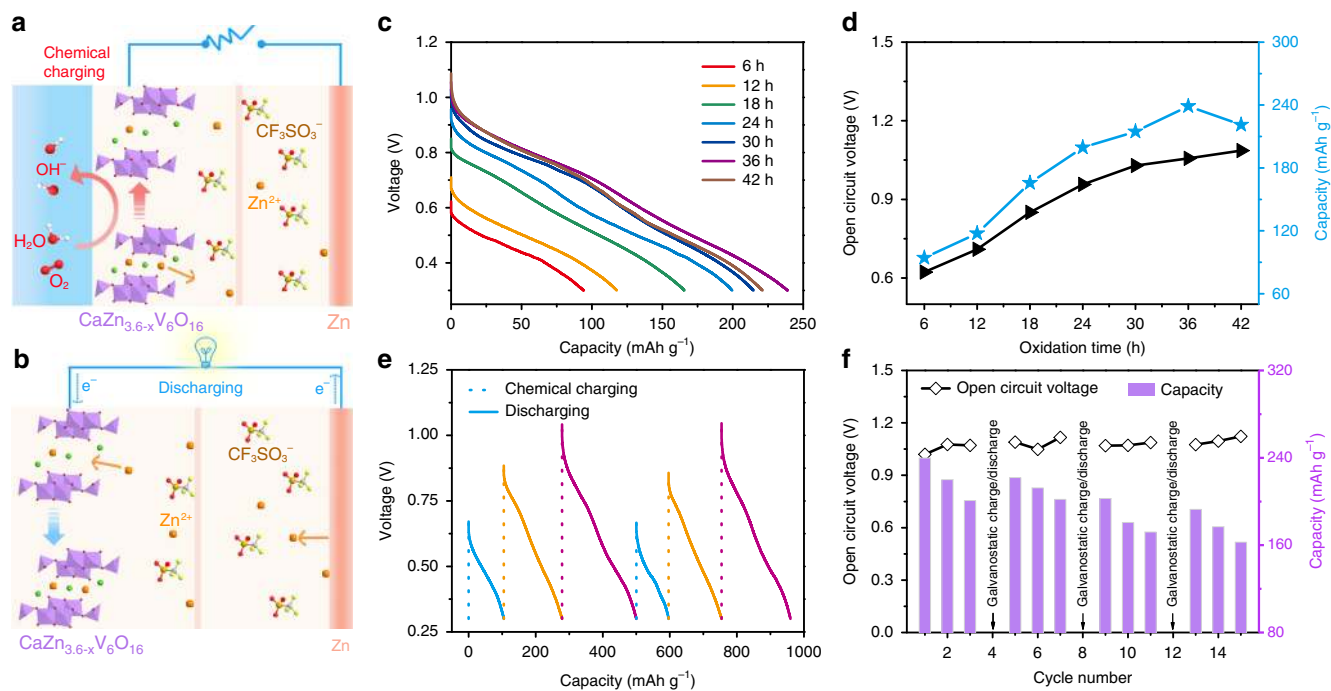 a
Chemical
charging
CF₃SO₃⁻
OH⁻
Zn²⁺
H₂O
O₂
CaZn₃.₆₋ₓV₆O₁₆
Zn
b
e⁻
Discharging
e⁻
CF₃SO₃⁻
Zn²⁺
CaZn₃.₆₋ₓV₆O₁₆
Zn
c
Voltage (V)
1.2
1.0
0.8
0.6
0.4
6 h
12 h
18 h
24 h
30 h
36 h
42 h
0 50 100 150 200 250
Capacity (mAh g⁻¹)
d
Open circuit voltage (V)
1.5
1.2
0.9
0.6
300
240
180
120
60
Capacity (mAh g⁻¹)
6 12 18 24 30 36 42
Oxidation time (h)
e
Voltage (V)
1.25
1.00
0.75
0.50
0.25
Chemical charging
Discharging
0 200 400 600 800 1000
Capacity (mAh g⁻¹)
f
Open circuit voltage (V)
1.5
1.2
0.9
0.6
0.3
0.0
Open circuit voltage
Capacity
Galvanostatic charge/discharge
Galvanostatic charge/discharge
Galvanostatic charge/discharge
320
240
160
80
Capacity (mAh g⁻¹)
2 4 6 8 10 12 14
Cycle number